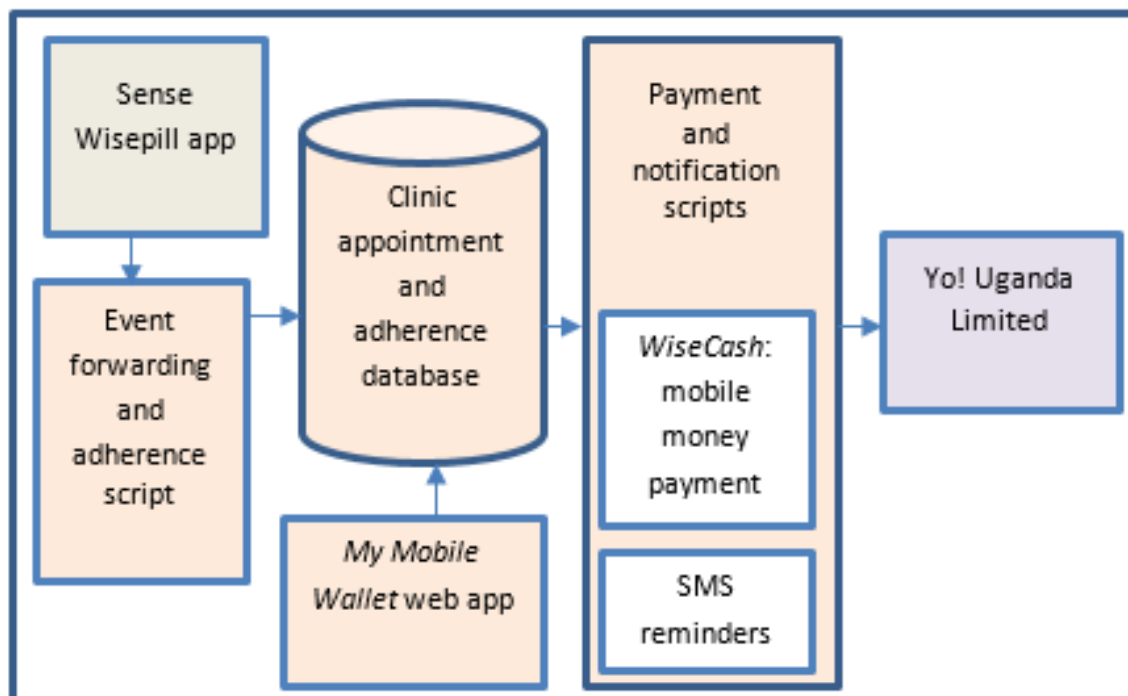 Sense
Wisepill app
Event
forwarding
and
adherence
script
Clinic
appointment
and
adherence
database
My Mobile
Wallet web app
Payment
and
notification
scripts
WiseCash:
mobile
money
payment
SMS
reminders
Yo! Uganda
Limited